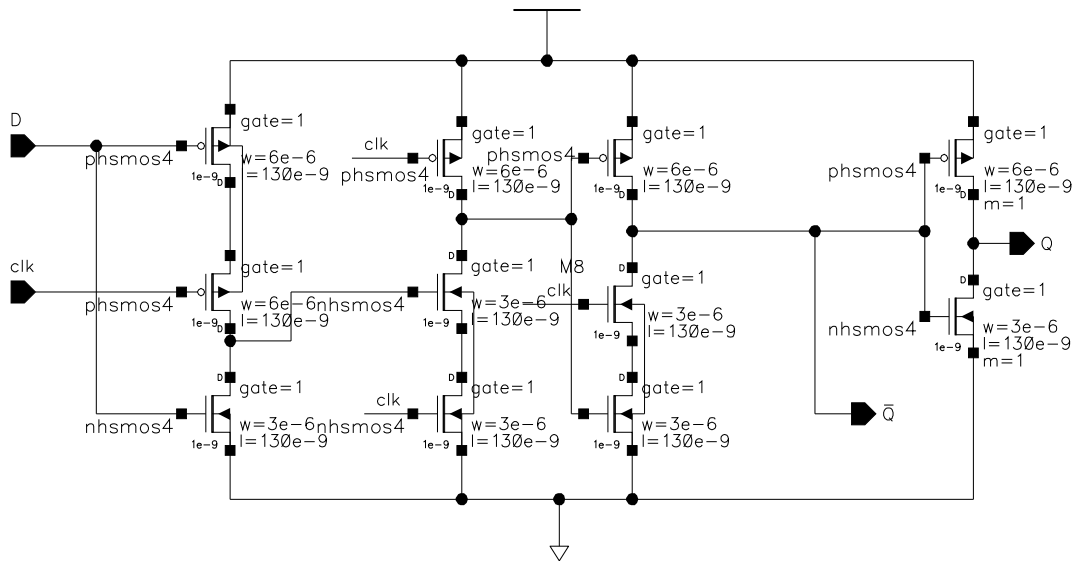 D
clk
gate=1
phsmos4
w=6e-6
1e-9
D
l=130e-9
clk
gate=1
phsmos4
w=6e-6
1e-9
D
l=130e-9
gate=1
phsmos4
w=6e-6
1e-9
D
l=130e-9
gate=1
phsmos4
w=6e-6
1e-9
D
l=130e-9
m=1
Q
clk
gate=1
phsmos4
w=6e-6
1e-9
D
l=130e-9
D
gate=1
nhsmos4
w=3e-6
1e-9
l=130e-9
M8
clk
D
gate=1
w=3e-6
1e-9
l=130e-9
D
gate=1
nhsmos4
w=3e-6
1e-9
l=130e-9
m=1
D
gate=1
nhsmos4
w=3e-6
1e-9
l=130e-9
clk
D
gate=1
nhsmos4
w=3e-6
1e-9
l=130e-9
D
gate=1
w=3e-6
1e-9
l=130e-9
Q̅